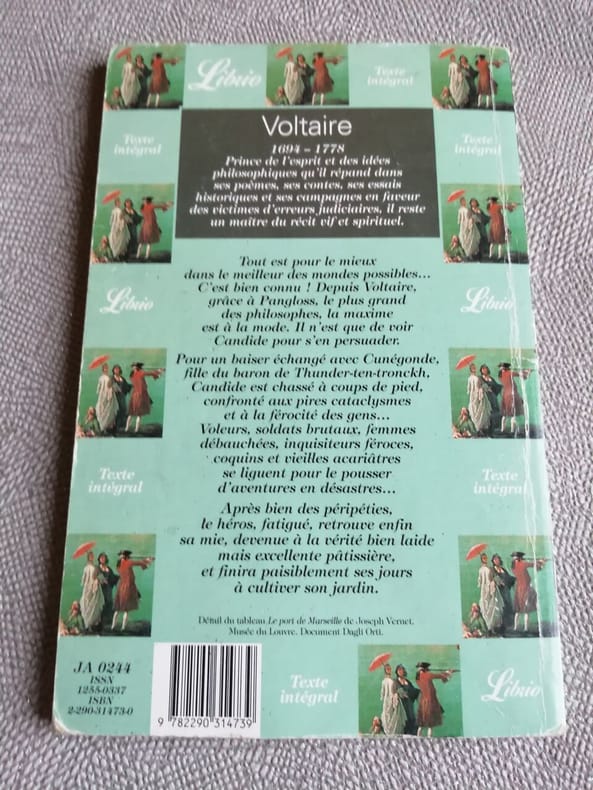 Librio
Texte
intégral
Texte
intégral
Texte
intégral
Voltaire
1694 – 1778
Prince de l'esprit et des idées
philosophiques qu'il répand dans
ses poèmes, ses contes, ses essais
historiques et ses campagnes en faveur
des victimes d'erreurs judiciaires, il reste
un maître du récit vif et spirituel.
Librio
Librio
Tout est pour le mieux
dans le meilleur des mondes possibles...
C'est bien connu ! Depuis Voltaire,
grâce à Pangloss, le plus grand
des philosophes, la maxime
est à la mode. Il n'est que de voir
Candide pour s'en persuader.
Pour un baiser échangé avec Cunégonde,
fille du baron de Thunder-ten-tronckh,
Candide est chassé à coups de pied,
confronté aux pires cataclysmes
et à la férocité des gens...
Voleurs, soldats brutaux, femmes
débauchées, inquisiteurs féroces,
coquins et vieilles acariâtres
se liguent pour le pousser
d'aventures en désastres...
Texte
intégral
Texte
intégral
Après bien des péripéties,
le héros, fatigué, retrouve enfin
sa mie, devenue à la vérité bien laide
mais excellente pâtissière,
et finira paisiblement ses jours
à cultiver son jardin.
Détail du tableau Le port de Marseille de Joseph Vernet.
Musée du Louvre. Document Dagli Orti.
JA 0244
ISSN
1255-0337
ISBN
2-290-31473-0
9 782290 314739
Texte
intégral
Librio